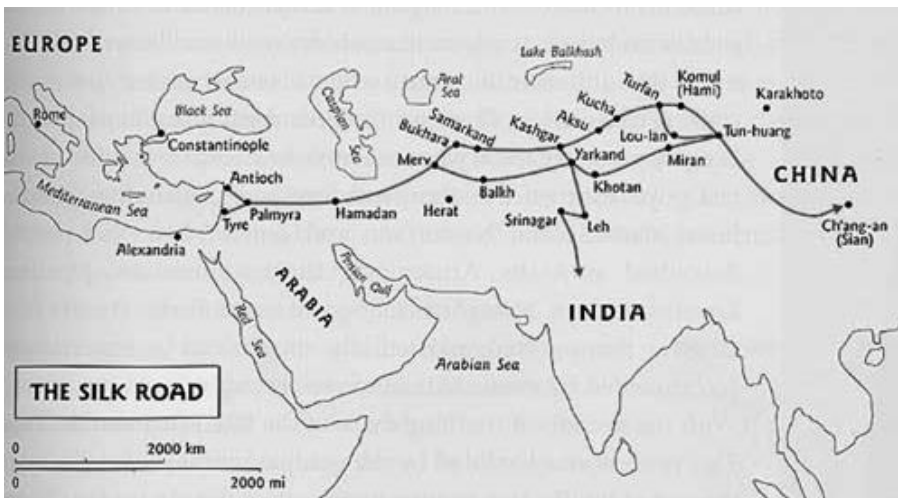 EUROPE
Rome
Black Sea
Constantinople
Mediterranean Sea
Antioch
Palmyra
Tyre
Alexandria
Caspian Sea
Aral Sea
Lake Balkhash
Hamadan
Merv
Bukhara
Samarkand
Balkh
Herat
Kashgar
Aksu
Kucha
Turfan
Komul (Hami)
Karakhoto
Lou-lan
Tun-huang
Yarkand
Miran
Khotan
CHINA
Srinagar
Leh
Ch'ang-an (Sian)
ARABIA
Persian Gulf
Red Sea
INDIA
Arabian Sea
THE SILK ROAD
0 2000 km
0 2000 mi